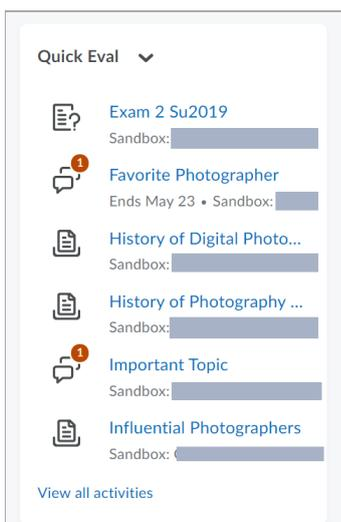 Quick Eval
Exam 2 Su2019
Sandbox:
1
Favorite Photographer
Ends May 23 • Sandbox:
History of Digital Photo...
Sandbox:
History of Photography ...
Sandbox:
1
Important Topic
Sandbox:
Influential Photographers
Sandbox:
View all activities